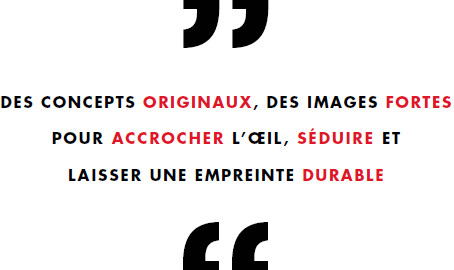 ”
DES CONCEPTS ORIGINAUX, DES IMAGES FORTES
POUR ACCROCHER L’ŒIL, SÉDUIRE ET
LAISSER UNE EMPREINTE DURABLE
“